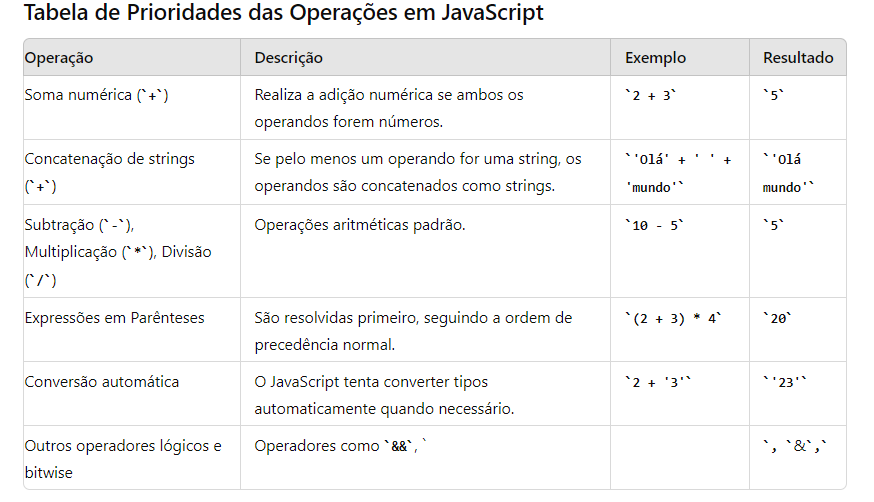 Tabela de Prioridades das Operações em JavaScript
Operação Descrição Exemplo Resultado
Soma numérica (`+`) Realiza a adição numérica se ambos os operandos forem números. `2 + 3` `5`
Concatenação de strings (`+`) Se pelo menos um operando for uma string, os operandos são concatenados como strings. `'Olá' + ' ' + 'mundo'` `'Olá mundo'`
Subtração (`-`), Multiplicação (`*`), Divisão (`/`) Operações aritméticas padrão. `10 - 5` `5`
Expressões em Parênteses São resolvidas primeiro, seguindo a ordem de precedência normal. `(2 + 3) * 4` `20`
Conversão automática O JavaScript tenta converter tipos automaticamente quando necessário. `2 + '3'` `'23'`
Outros operadores lógicos e bitwise Operadores como `&&`, ` `, `&`,`